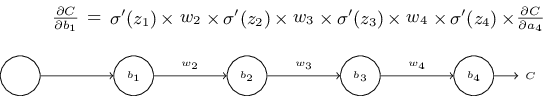 ∂C/∂b₁ = σ′(z₁) × w₂ × σ′(z₂) × w₃ × σ′(z₃) × w₄ × σ′(z₄) × ∂C/∂a₄
w₂ w₃ w₄
b₁ b₂ b₃ b₄ C